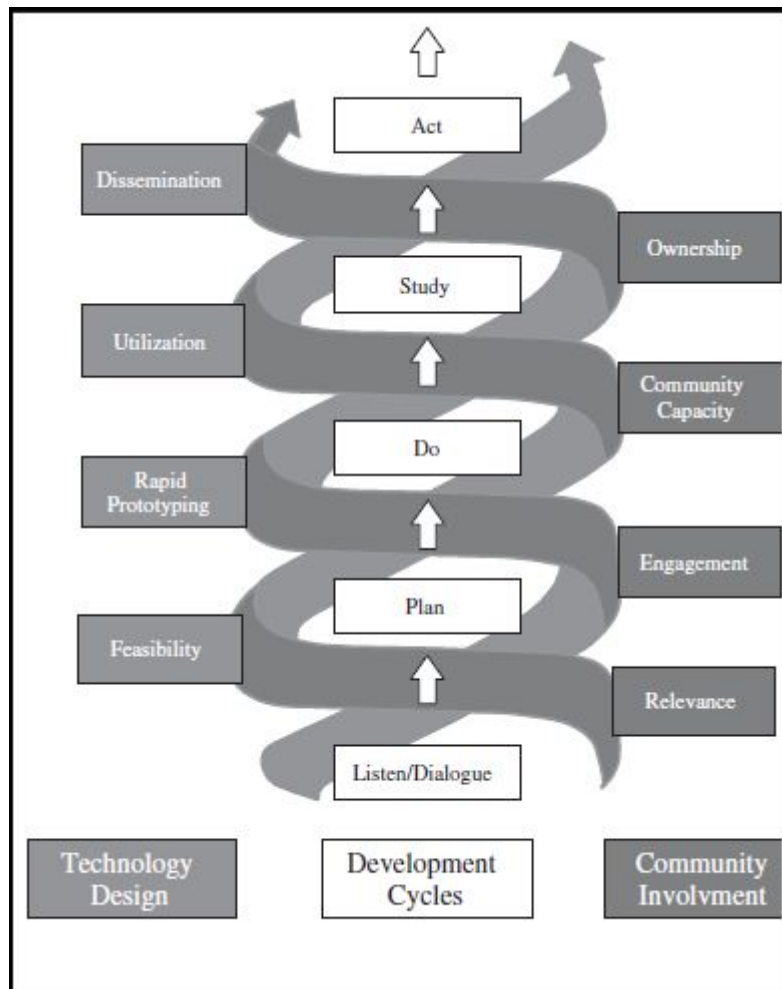 Act
Dissemination
Ownership
Study
Utilization
Community
Capacity
Do
Rapid
Prototyping
Engagement
Plan
Feasibility
Relevance
Listen/Dialogue
Technology
Design
Development
Cycles
Community
Involvment